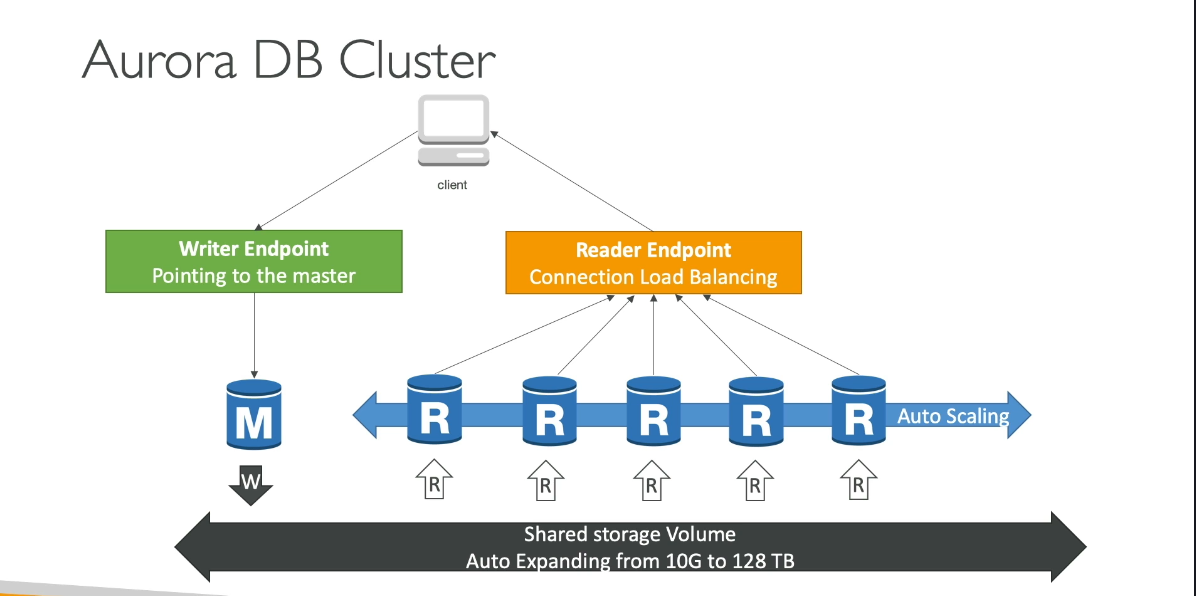 Aurora DB Cluster
client
Writer Endpoint
Pointing to the master
Reader Endpoint
Connection Load Balancing
M
R
R
R
R
R
Auto Scaling
W
R
R
R
R
R
Shared storage Volume
Auto Expanding from 10G to 128 TB